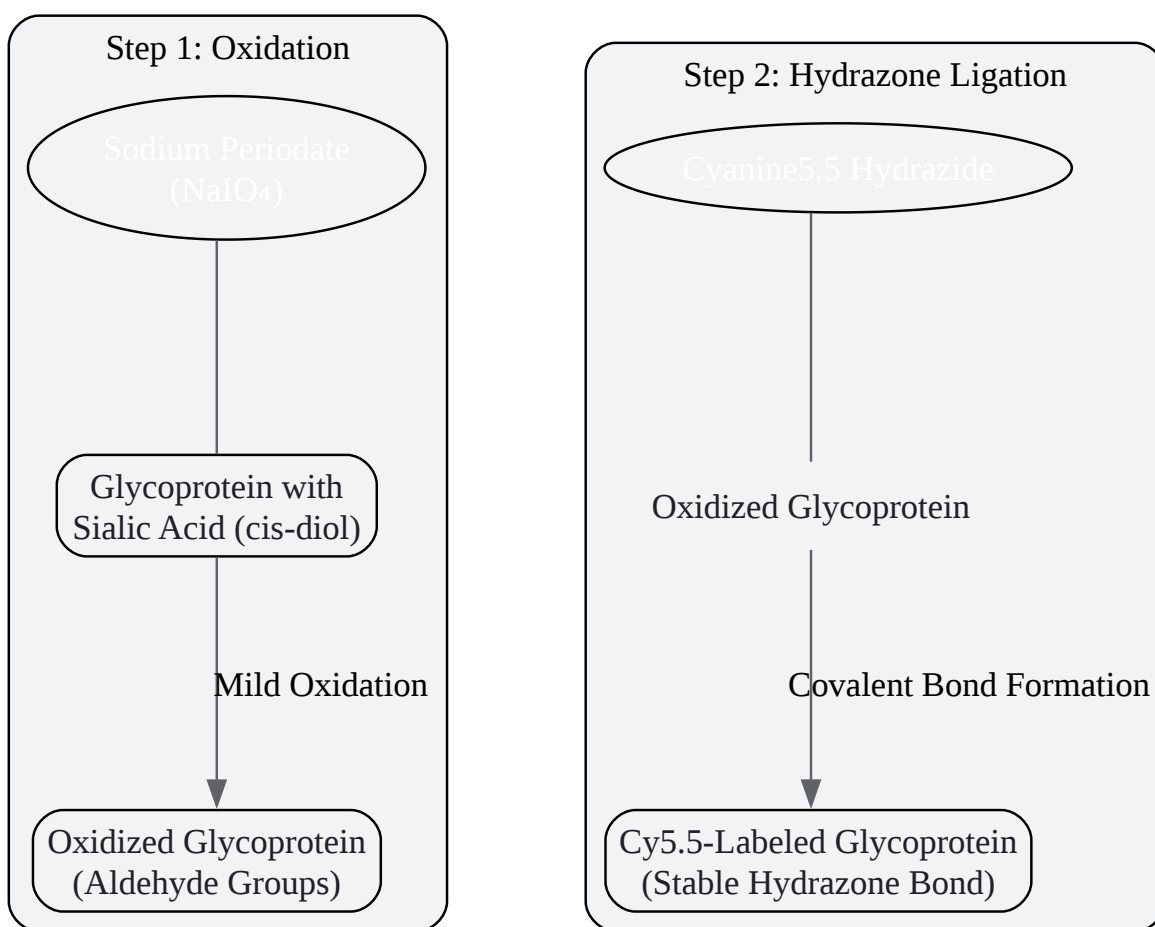 Step 1: Oxidation
Sodium Periodate
(NaIO₄)
Glycoprotein with
Sialic Acid (cis-diol)
Mild Oxidation
Oxidized Glycoprotein
(Aldehyde Groups)
Step 2: Hydrazone Ligation
Cyanine5.5 Hydrazide
Oxidized Glycoprotein
Covalent Bond Formation
Cy5.5-Labeled Glycoprotein
(Stable Hydrazone Bond)